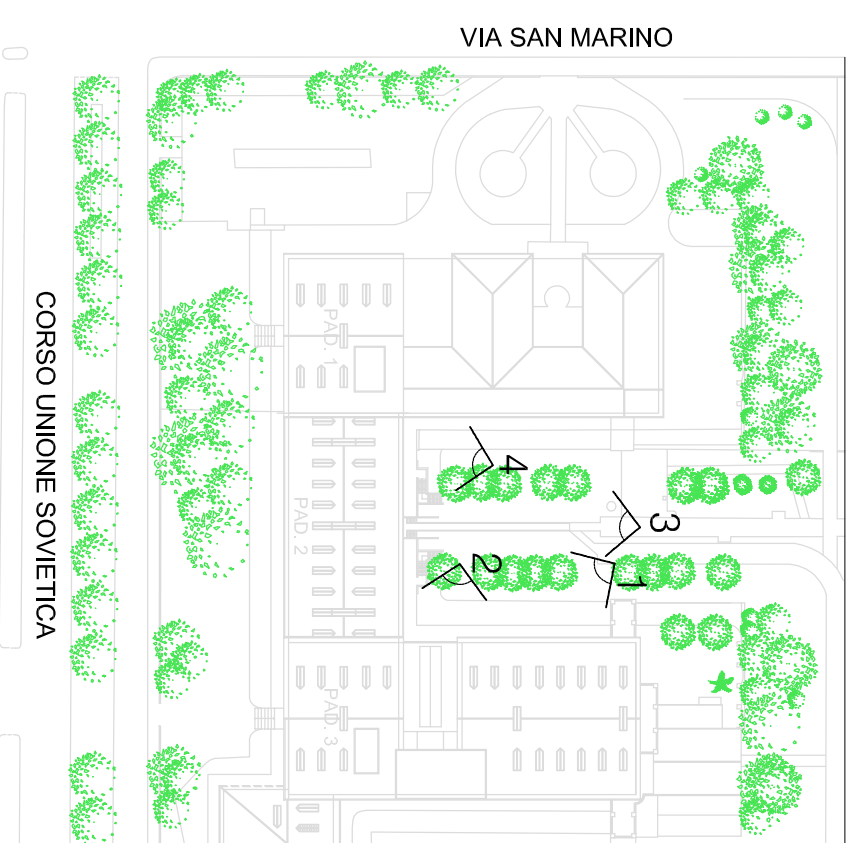 VIA SAN MARINO
CORSO UNIONE SOVIETICA
PAD. 1
4
PAD. 2
3
2
1
PAD. 3